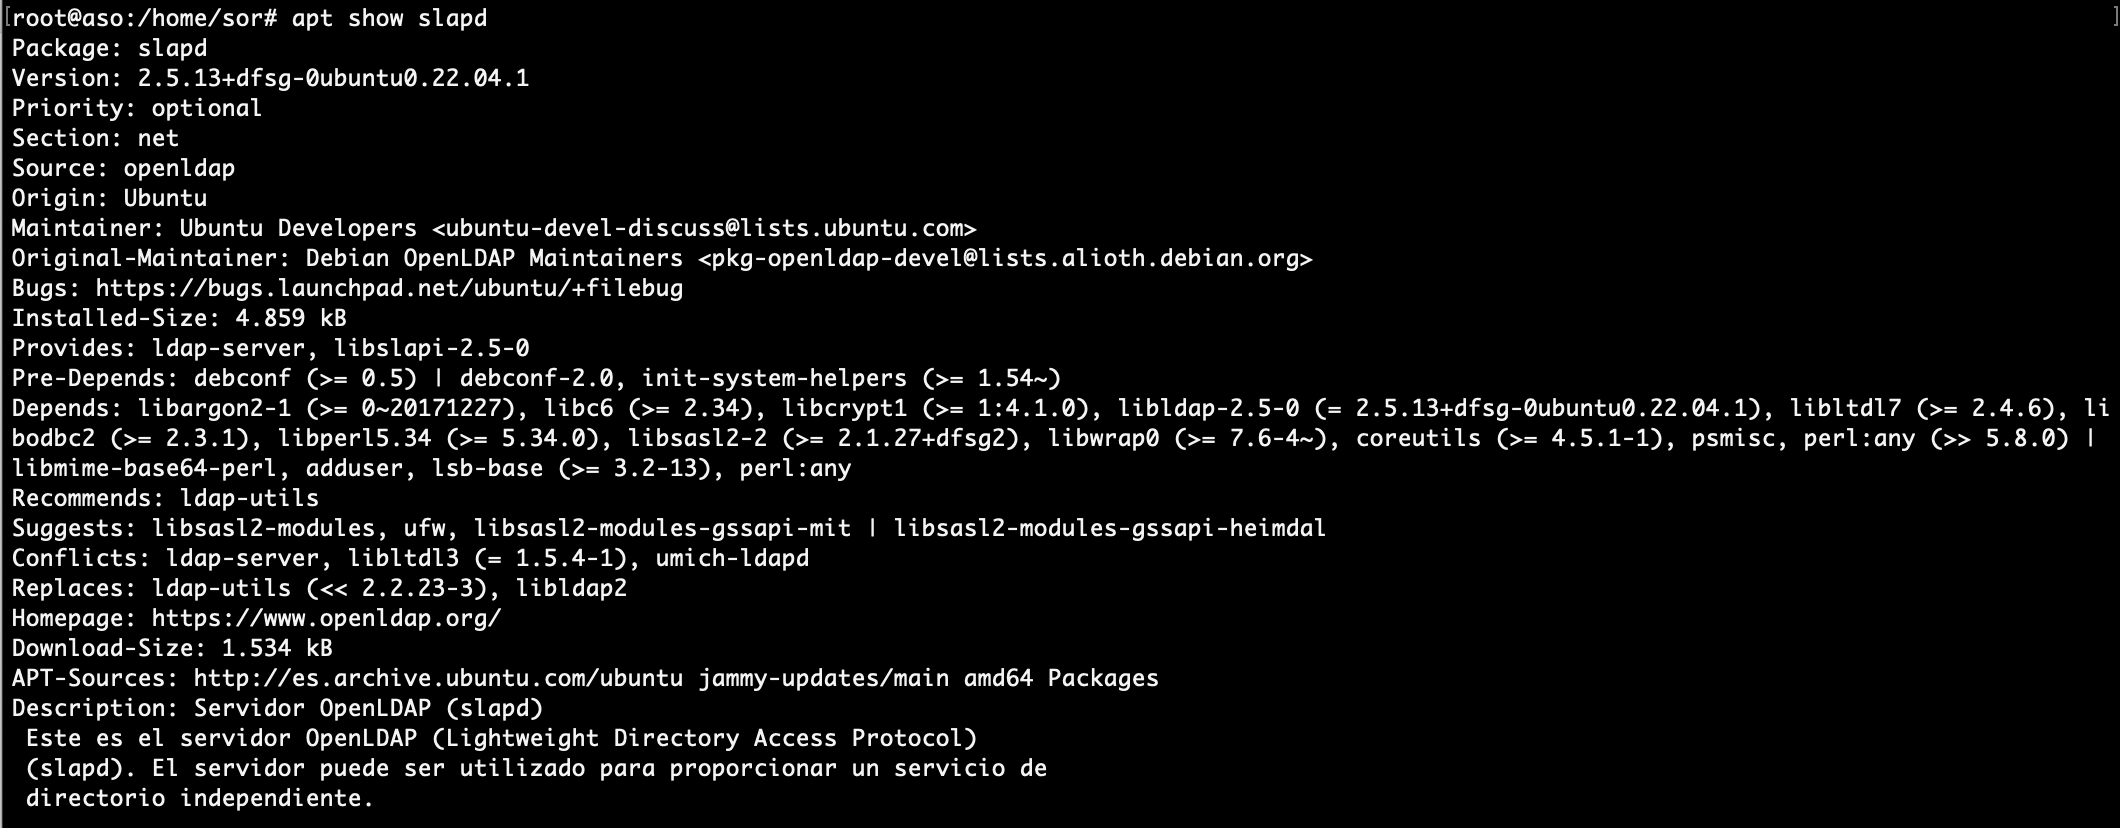 [root@aso:/home/sor# apt show slapd ]
Package: slapd
Version: 2.5.13+dfsg-0ubuntu0.22.04.1
Priority: optional
Section: net
Source: openldap
Origin: Ubuntu
Maintainer: Ubuntu Developers <ubuntu-devel-discuss@lists.ubuntu.com>
Original-Maintainer: Debian OpenLDAP Maintainers <pkg-openldap-devel@lists.alioth.debian.org>
Bugs: https://bugs.launchpad.net/ubuntu/+filebug
Installed-Size: 4.859 kB
Provides: ldap-server, libslapi-2.5-0
Pre-Depends: debconf (>= 0.5) | debconf-2.0, init-system-helpers (>= 1.54~)
Depends: libargon2-1 (>= 0~20171227), libc6 (>= 2.34), libcrypt1 (>= 1:4.1.0), libldap-2.5-0 (= 2.5.13+dfsg-0ubuntu0.22.04.1), libltdl7 (>= 2.4.6), li
bodbc2 (>= 2.3.1), libperl5.34 (>= 5.34.0), libsasl2-2 (>= 2.1.27+dfsg2), libwrap0 (>= 7.6-4~), coreutils (>= 4.5.1-1), psmisc, perl:any (>> 5.8.0) |
libmime-base64-perl, adduser, lsb-base (>= 3.2-13), perl:any
Recommends: ldap-utils
Suggests: libsasl2-modules, ufw, libsasl2-modules-gssapi-mit | libsasl2-modules-gssapi-heimdal
Conflicts: ldap-server, libltdl3 (= 1.5.4-1), umich-ldapd
Replaces: ldap-utils (<< 2.2.23-3), libldap2
Homepage: https://www.openldap.org/
Download-Size: 1.534 kB
APT-Sources: http://es.archive.ubuntu.com/ubuntu jammy-updates/main amd64 Packages
Description: Servidor OpenLDAP (slapd)
 Este es el servidor OpenLDAP (Lightweight Directory Access Protocol)
 (slapd). El servidor puede ser utilizado para proporcionar un servicio de
 directorio independiente.